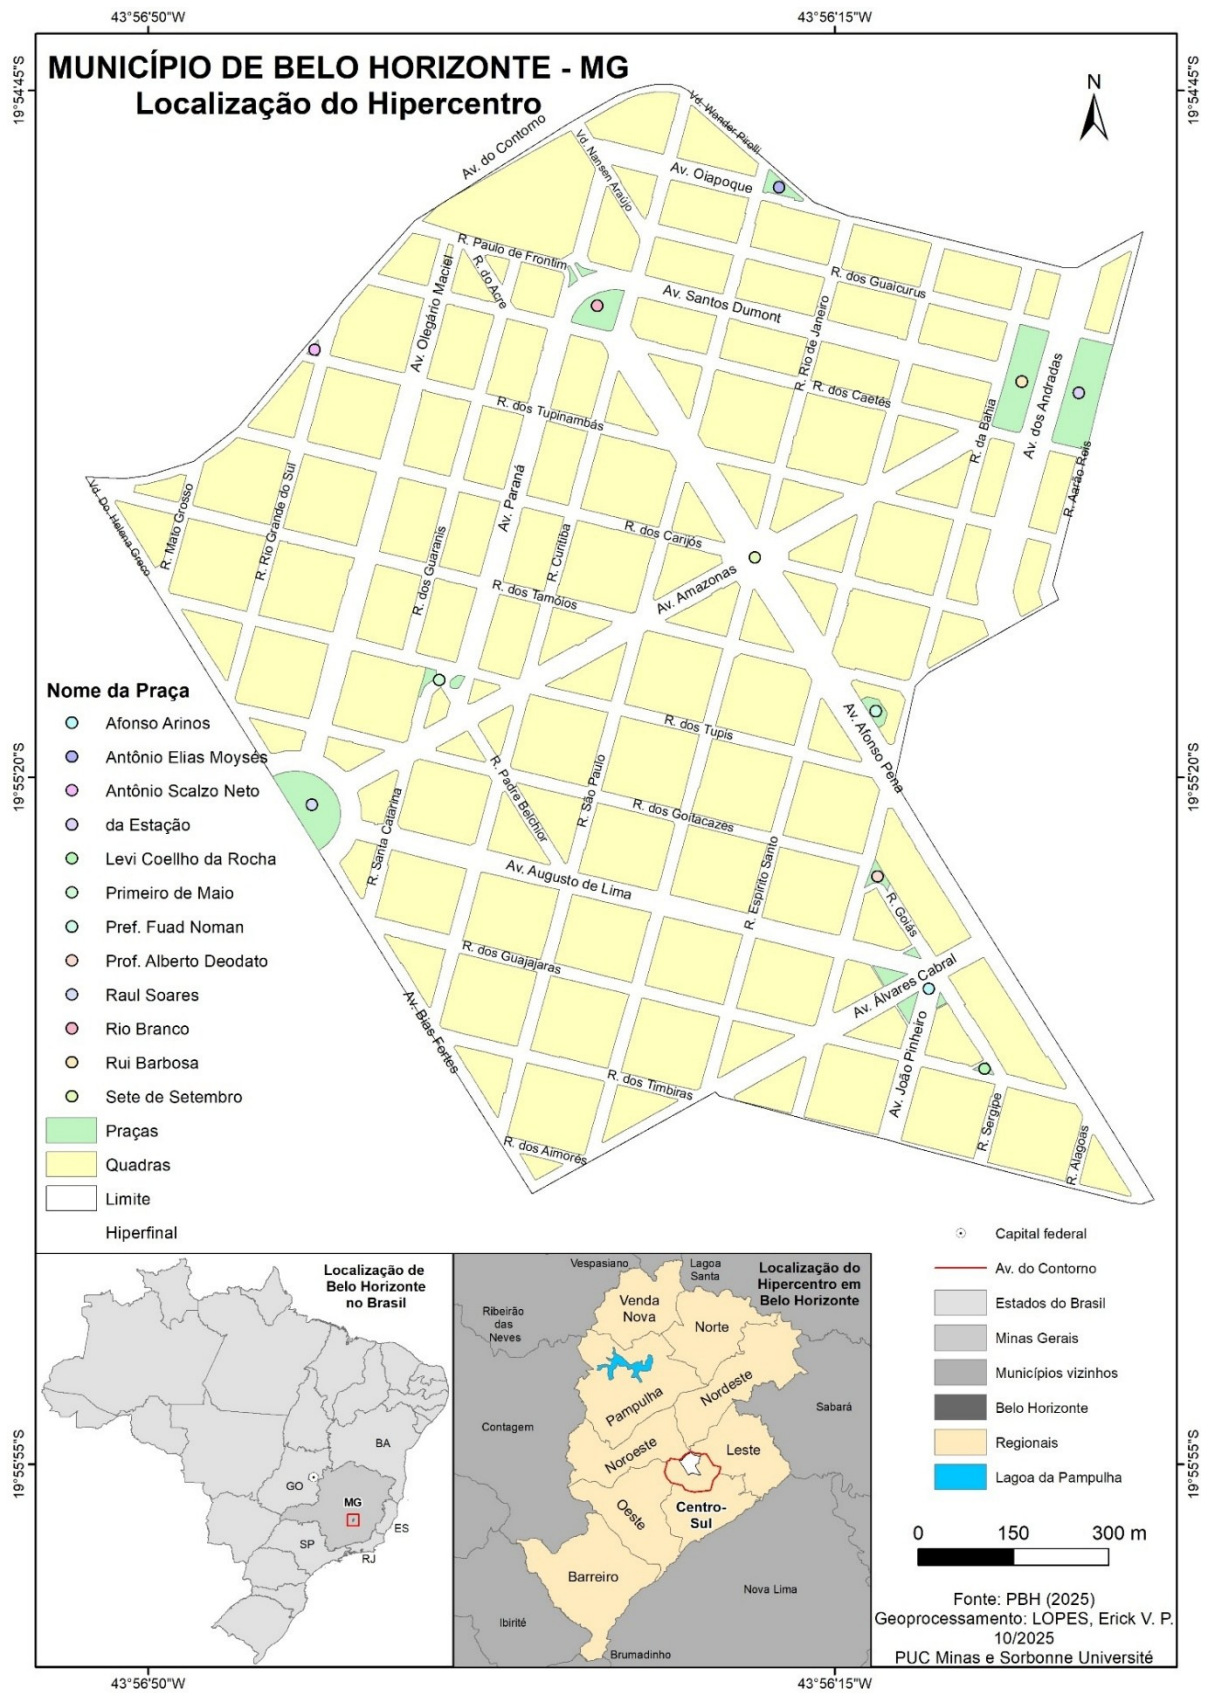 43°56'50"W
43°56'15"W
MUNICÍPIO DE BELO HORIZONTE - MG
Localização do Hipercentro
N
19°54'45"S
19°54'45"S
Av. do Contorno
Vd. Wander Pirolli
Vd. Nansen Araújo
Av. Oiapoque
R. Paulo de Frontim
R. do Acre
Av. Olegário Maciel
R. dos Guaicurus
Av. Santos Dumont
R. Rio de Janeiro
R. dos Caetés
R. dos Tupinambás
R. da Bahia
Av. dos Andradas
R. Aarão Reis
Vd. Do. Helena Greco
R. Mato Grosso
R. Rio Grande do Sul
Av. Paraná
R. dos Guaranis
R. Curitiba
R. dos Carijós
R. dos Tamóios
Av. Amazonas
R. dos Tupis
Av. Afonso Pena
R. Padre Belchior
R. São Paulo
R. dos Goitacazes
R. Santa Catarina
Av. Augusto de Lima
R. Espírito Santo
R. Goiás
R. dos Guajajaras
Av. Álvares Cabral
Av. Bias Fortes
Av. João Pinheiro
R. dos Timbiras
R. Sergipe
R. dos Aimorés
R. Alagoas
19°55'20"S
19°55'20"S
Nome da Praça
Afonso Arinos
Antônio Elias Moysés
Antônio Scalzo Neto
da Estação
Levi Coellho da Rocha
Primeiro de Maio
Pref. Fuad Noman
Prof. Alberto Deodato
Raul Soares
Rio Branco
Rui Barbosa
Sete de Setembro
Praças
Quadras
Limite
Hiperfinal
Localização de
Belo Horizonte
no Brasil
BA
GO
MG
ES
SP
RJ
Localização do
Hipercentro em
Belo Horizonte
Vespasiano
Lagoa
Santa
Ribeirão
das
Neves
Venda
Nova
Norte
Pampulha
Nordeste
Sabará
Contagem
Noroeste
Leste
Oeste
Centro-
Sul
Barreiro
Nova Lima
Ibirité
Brumadinho
Capital federal
Av. do Contorno
Estados do Brasil
Minas Gerais
Municípios vizinhos
Belo Horizonte
Regionais
Lagoa da Pampulha
0 150 300 m
Fonte: PBH (2025)
Geoprocessamento: LOPES, Erick V. P.
10/2025
PUC Minas e Sorbonne Université
19°55'55"S
19°55'55"S
43°56'50"W
43°56'15"W